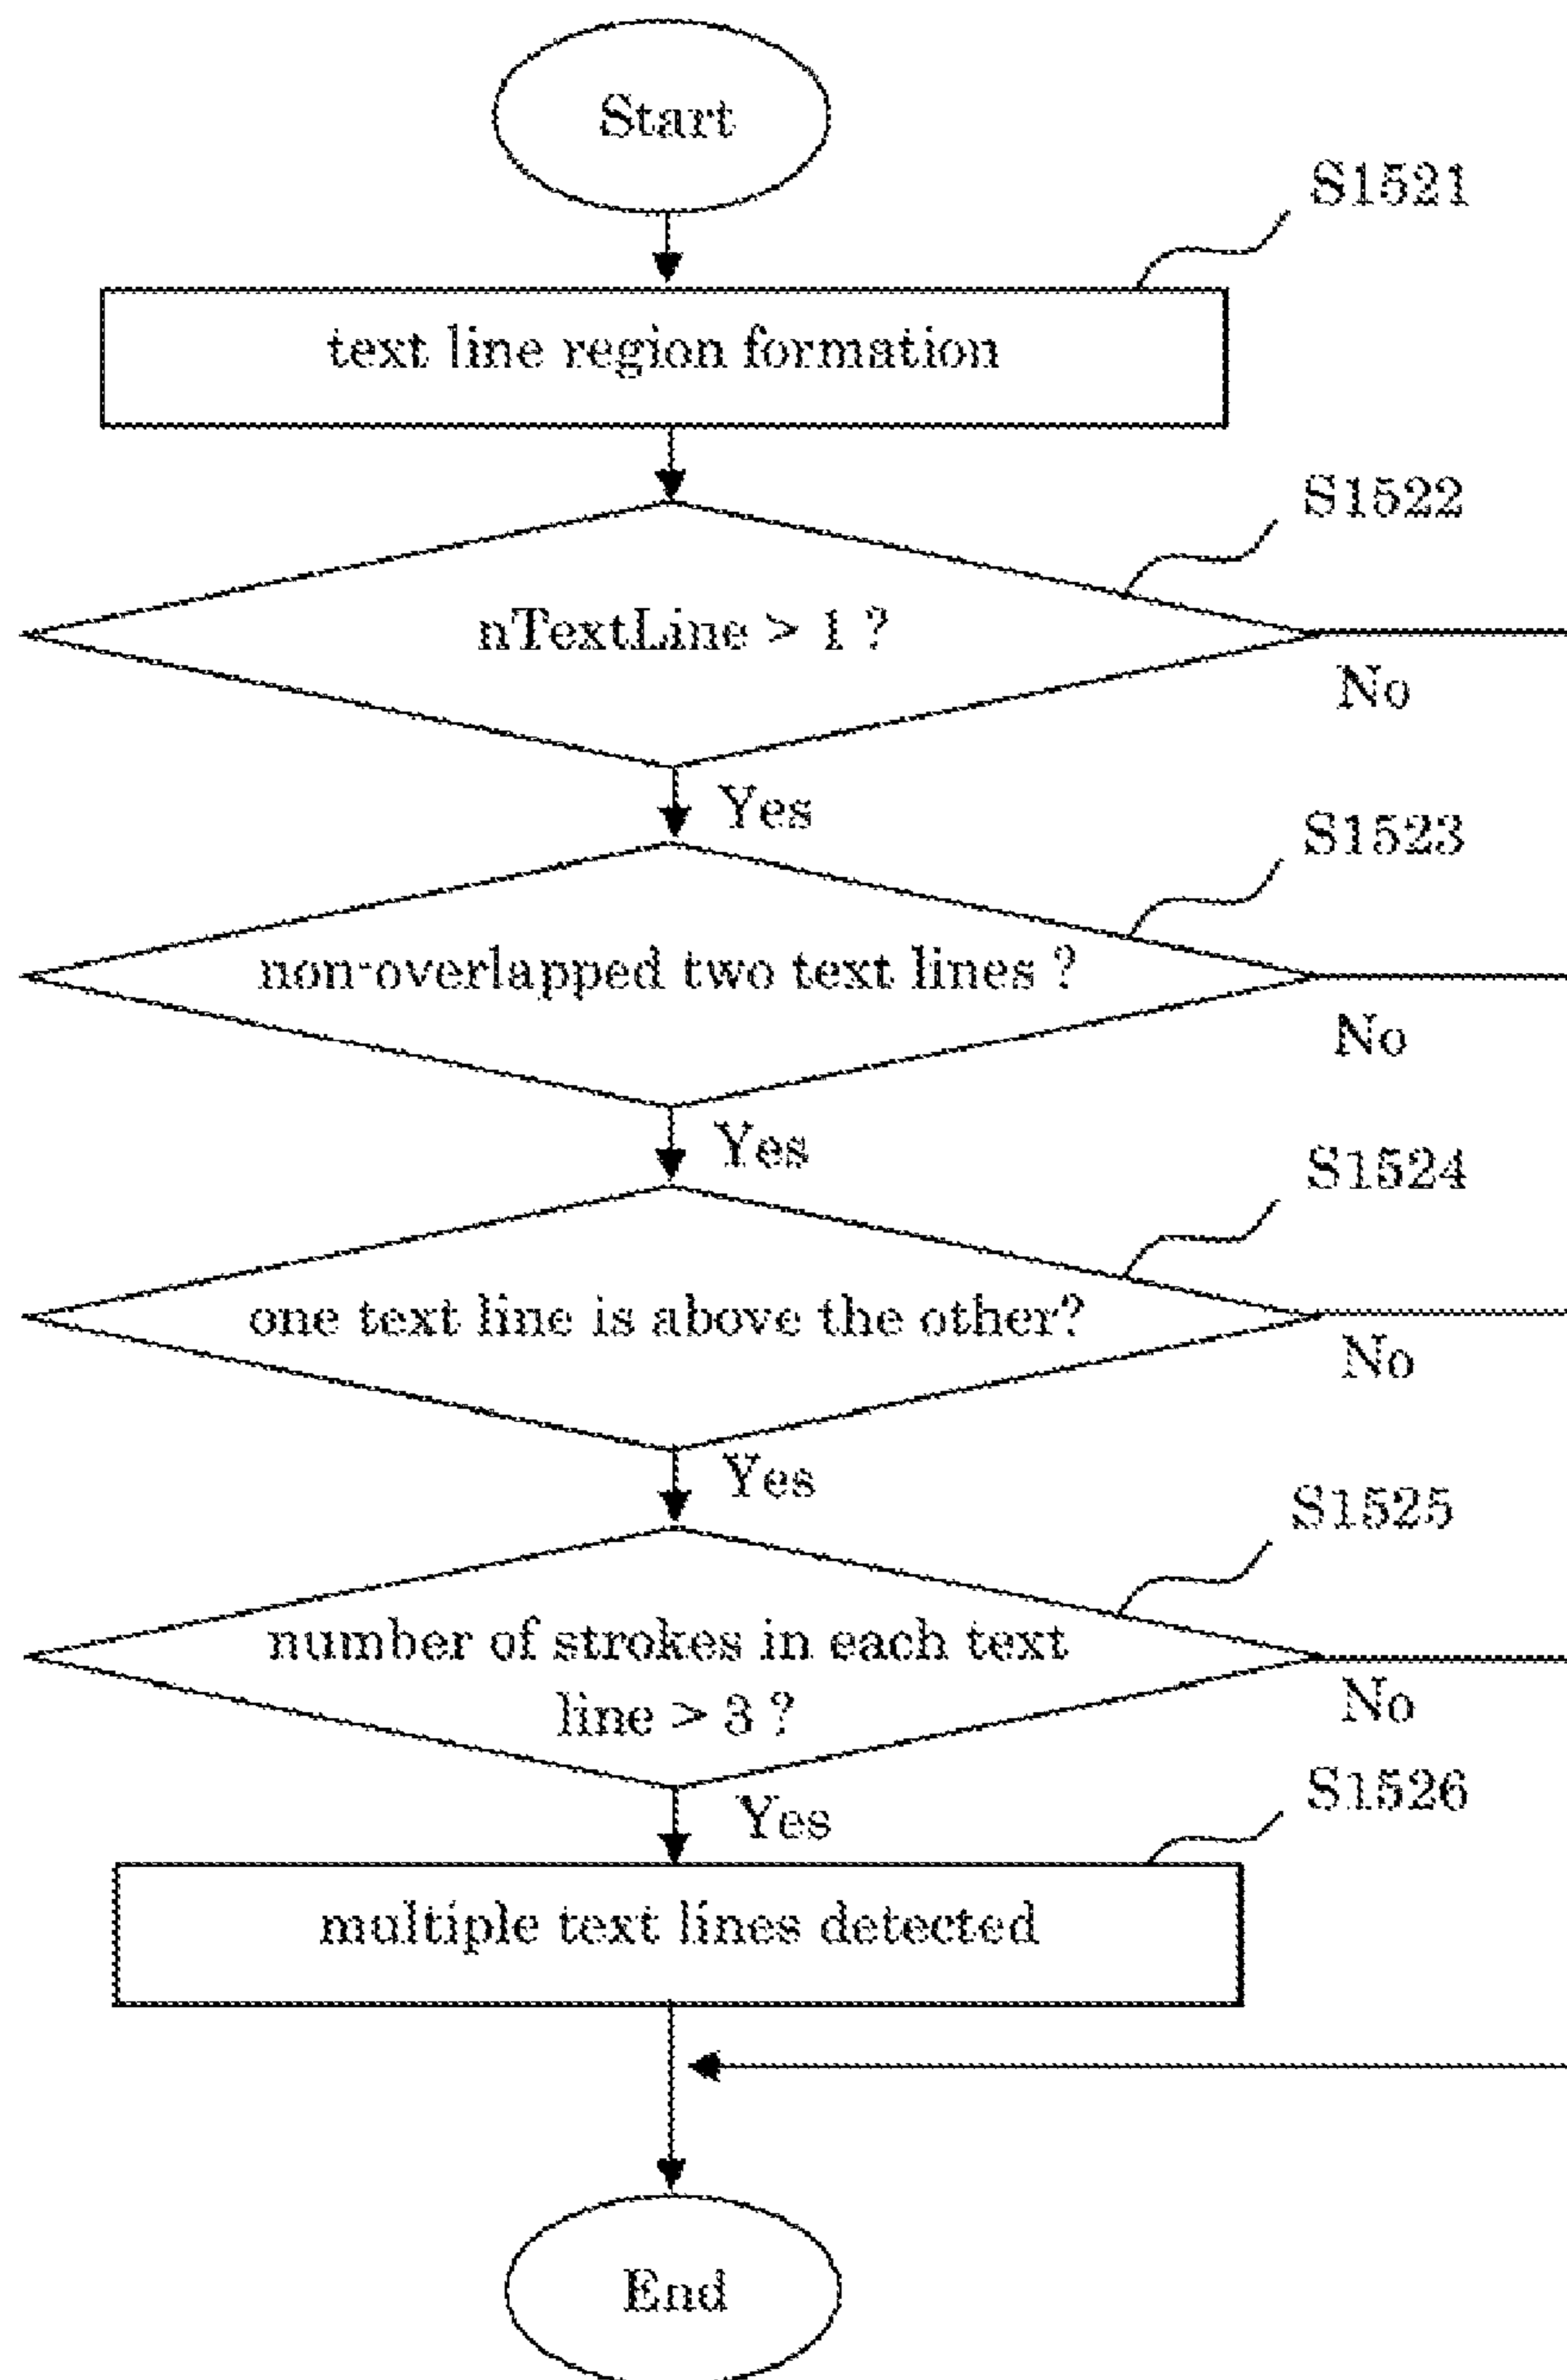 Start
S1521
text line region formation
S1522
nTextLine > 1 ?
No
Yes
S1523
non-overlapped two text lines ?
No
Yes
S1524
one text line is above the other?
No
Yes
S1525
number of strokes in each text
line > 3 ?
No
Yes
S1526
multiple text lines detected
End